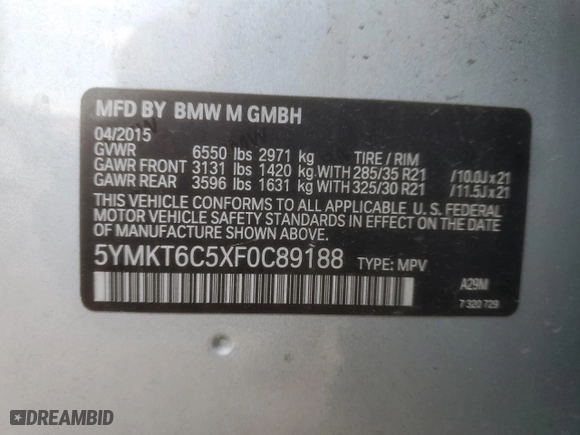 MFD BY BMW M GMBH
04/2015
GVWR 6550 lbs 2971 kg TIRE / RIM
GAWR FRONT 3131 lbs 1420 kg WITH 285/35 R21 /10.0J x 21
GAWR REAR 3596 lbs 1631 kg WITH 325/30 R21 /11.5J x 21
THIS VEHICLE CONFORMS TO ALL APPLICABLE U. S. FEDERAL
MOTOR VEHICLE SAFETY STANDARDS IN EFFECT ON THE DATE
OF MANUFACTURE SHOWN ABOVE.
5YMKT6C5XF0C89188 TYPE: MPV
A29M
7 320 729
DREAMBID